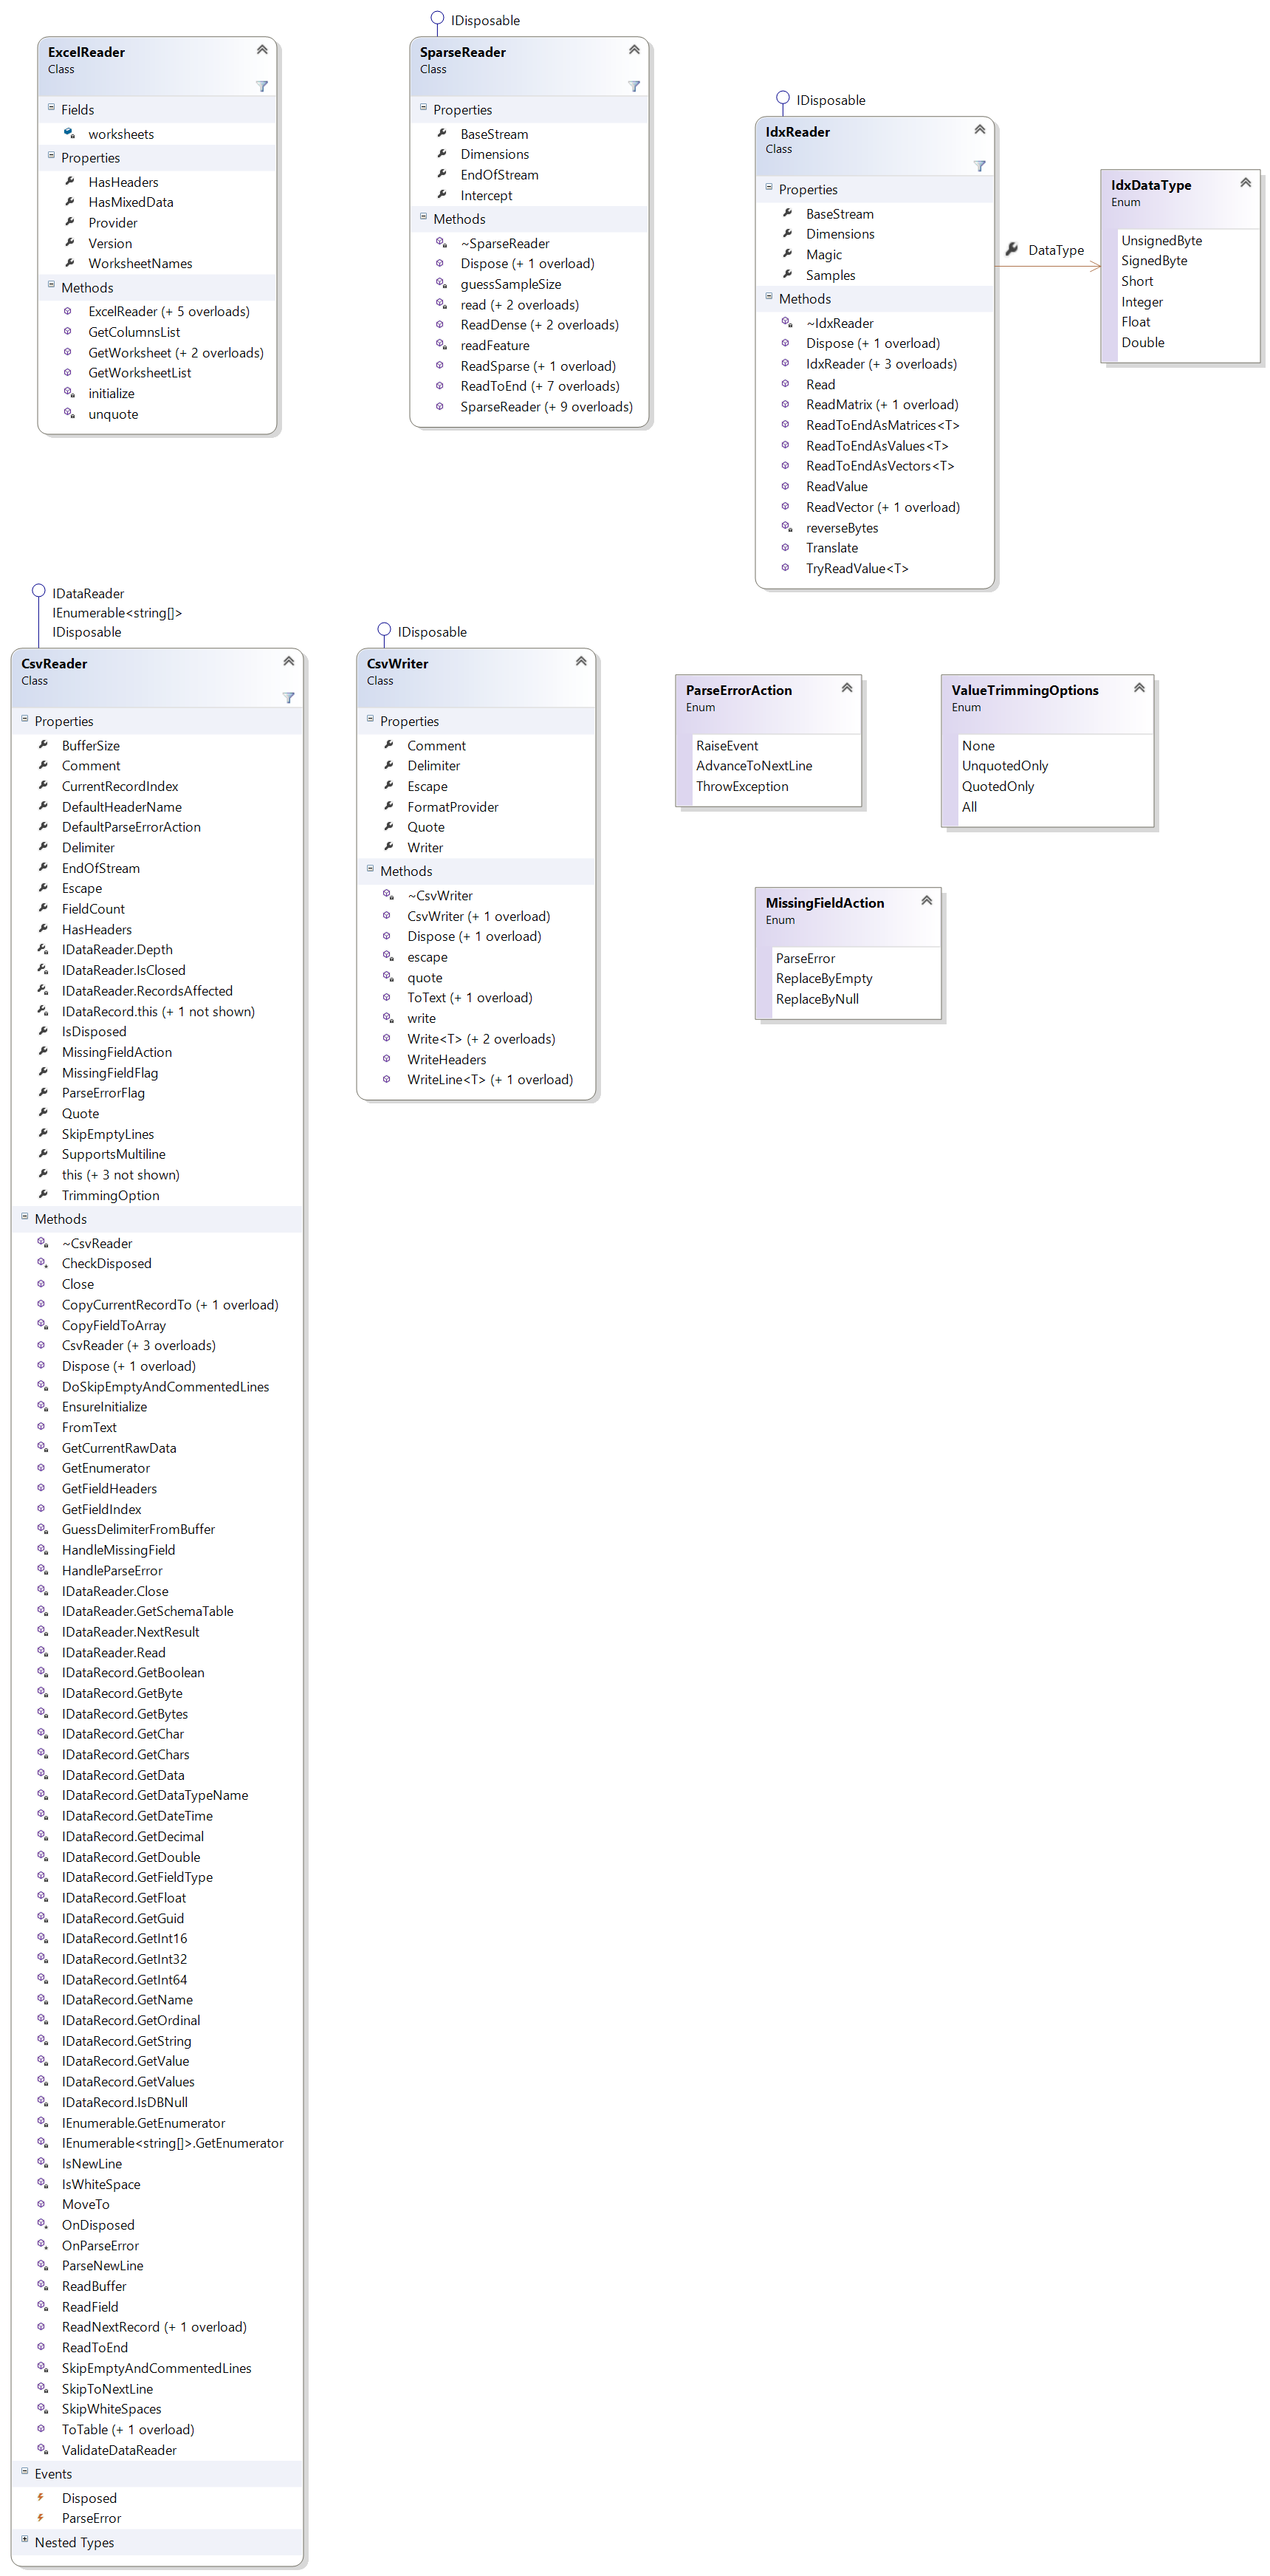 ExcelReader
Class
Fields
worksheets
Properties
HasHeaders
HasMixedData
Provider
Version
WorksheetNames
Methods
ExcelReader (+ 5 overloads)
GetColumnsList
GetWorksheet (+ 2 overloads)
GetWorksheetList
initialize
unquote
IDisposable
SparseReader
Class
Properties
BaseStream
Dimensions
EndOfStream
Intercept
Methods
~SparseReader
Dispose (+ 1 overload)
guessSampleSize
read (+ 2 overloads)
ReadDense (+ 2 overloads)
readFeature
ReadSparse (+ 1 overload)
ReadToEnd (+ 7 overloads)
SparseReader (+ 9 overloads)
IDisposable
IdxReader
Class
Properties
BaseStream
Dimensions
Magic
Samples
Methods
~IdxReader
Dispose (+ 1 overload)
IdxReader (+ 3 overloads)
Read
ReadMatrix (+ 1 overload)
ReadToEndAsMatrices<T>
ReadToEndAsValues<T>
ReadToEndAsVectors<T>
ReadValue
ReadVector (+ 1 overload)
reverseBytes
Translate
TryReadValue<T>
DataType
IdxDataType
Enum
UnsignedByte
SignedByte
Short
Integer
Float
Double
IDataReader
IEnumerable<string[]>
IDisposable
CsvReader
Class
Properties
BufferSize
Comment
CurrentRecordIndex
DefaultHeaderName
DefaultParseErrorAction
Delimiter
EndOfStream
Escape
FieldCount
HasHeaders
IDataReader.Depth
IDataReader.IsClosed
IDataReader.RecordsAffected
IDataRecord.this (+ 1 not shown)
IsDisposed
MissingFieldAction
MissingFieldFlag
ParseErrorFlag
Quote
SkipEmptyLines
SupportsMultiline
this (+ 3 not shown)
TrimmingOption
Methods
~CsvReader
CheckDisposed
Close
CopyCurrentRecordTo (+ 1 overload)
CopyFieldToArray
CsvReader (+ 3 overloads)
Dispose (+ 1 overload)
DoSkipEmptyAndCommentedLines
EnsureInitialize
FromText
GetCurrentRawData
GetEnumerator
GetFieldHeaders
GetFieldIndex
GuessDelimiterFromBuffer
HandleMissingField
HandleParseError
IDataReader.Close
IDataReader.GetSchemaTable
IDataReader.NextResult
IDataReader.Read
IDataRecord.GetBoolean
IDataRecord.GetByte
IDataRecord.GetBytes
IDataRecord.GetChar
IDataRecord.GetChars
IDataRecord.GetData
IDataRecord.GetDataTypeName
IDataRecord.GetDateTime
IDataRecord.GetDecimal
IDataRecord.GetDouble
IDataRecord.GetFieldType
IDataRecord.GetFloat
IDataRecord.GetGuid
IDataRecord.GetInt16
IDataRecord.GetInt32
IDataRecord.GetInt64
IDataRecord.GetName
IDataRecord.GetOrdinal
IDataRecord.GetString
IDataRecord.GetValue
IDataRecord.GetValues
IDataRecord.IsDBNull
IEnumerable.GetEnumerator
IEnumerable<string[]>.GetEnumerator
IsNewLine
IsWhiteSpace
MoveTo
OnDisposed
OnParseError
ParseNewLine
ReadBuffer
ReadField
ReadNextRecord (+ 1 overload)
ReadToEnd
SkipEmptyAndCommentedLines
SkipToNextLine
SkipWhiteSpaces
ToTable (+ 1 overload)
ValidateDataReader
Events
Disposed
ParseError
Nested Types
IDisposable
CsvWriter
Class
Properties
Comment
Delimiter
Escape
FormatProvider
Quote
Writer
Methods
~CsvWriter
CsvWriter (+ 1 overload)
Dispose (+ 1 overload)
escape
quote
ToText (+ 1 overload)
write
Write<T> (+ 2 overloads)
WriteHeaders
WriteLine<T> (+ 1 overload)
ParseErrorAction
Enum
RaiseEvent
AdvanceToNextLine
ThrowException
ValueTrimmingOptions
Enum
None
UnquotedOnly
QuotedOnly
All
MissingFieldAction
Enum
ParseError
ReplaceByEmpty
ReplaceByNull